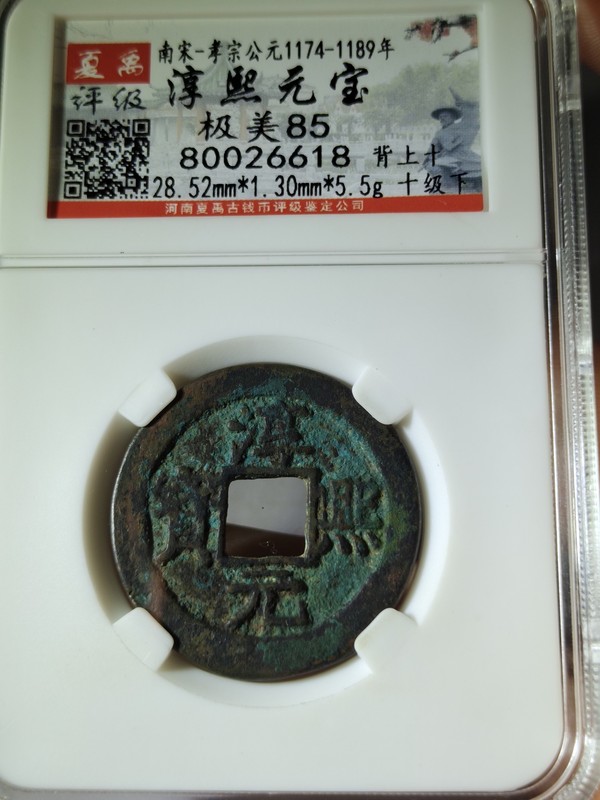 夏禹
评级
南宋-孝宗公元1174-1189年
淳熙元宝
极美85
80026618 背上十
28.52mm*1.30mm*5.5g 十级下
河南夏禹古钱币评级鉴定公司
淳熙元寳